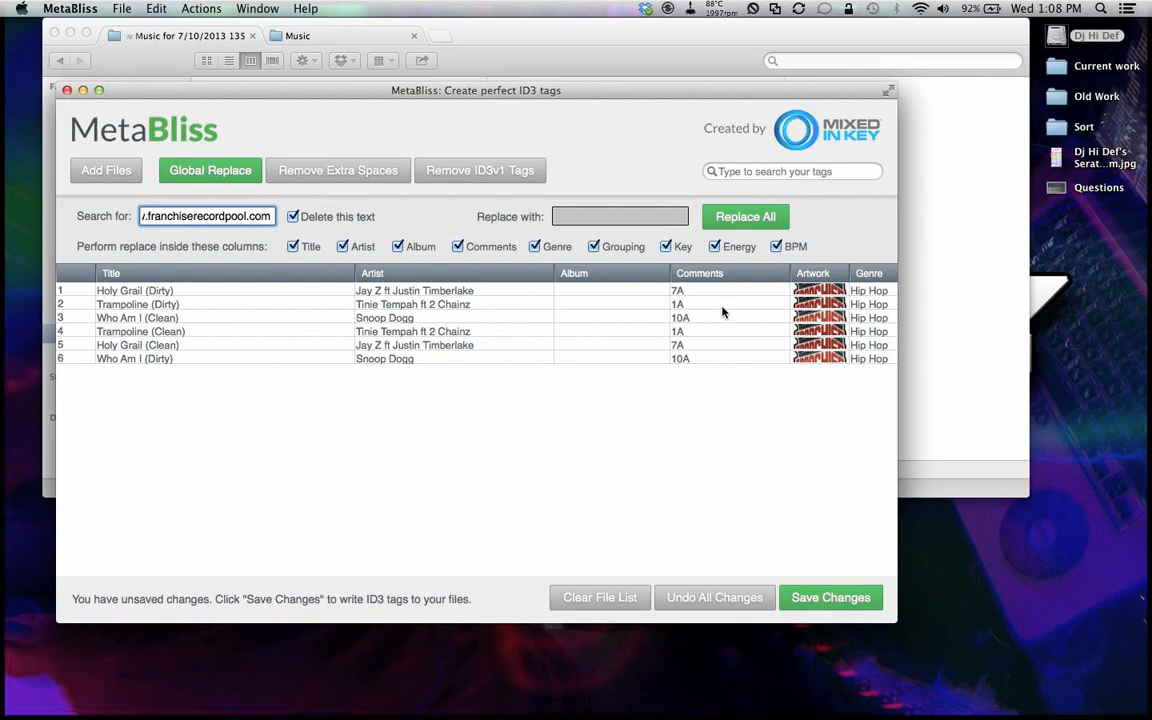 MetaBliss File Edit Actions Window Help
88°C
1997rpm
92% Wed 1:08 PM
w Music for 7/10/2013 135
Music
Dj Hi Def
Current work
Old Work
Sort
Dj Hi Def's
Serat...m.jpg
Questions
MetaBliss: Create perfect ID3 tags
MetaBliss
Created by MIXED IN KEY
Add Files Global Replace Remove Extra Spaces Remove ID3v1 Tags Type to search your tags
Search for: .franchiserecordpool.com Delete this text Replace with: Replace All
Perform replace inside these columns: Title Artist Album Comments Genre Grouping Key Energy BPM
Title Artist Album Comments Artwork Genre
1 Holy Grail (Dirty) Jay Z ft Justin Timberlake 7A Hip Hop
2 Trampoline (Dirty) Tinie Tempah ft 2 Chainz 1A Hip Hop
3 Who Am I (Clean) Snoop Dogg 10A Hip Hop
4 Trampoline (Clean) Tinie Tempah ft 2 Chainz 1A Hip Hop
5 Holy Grail (Clean) Jay Z ft Justin Timberlake 7A Hip Hop
6 Who Am I (Dirty) Snoop Dogg 10A Hip Hop
You have unsaved changes. Click "Save Changes" to write ID3 tags to your files. Clear File List Undo All Changes Save Changes